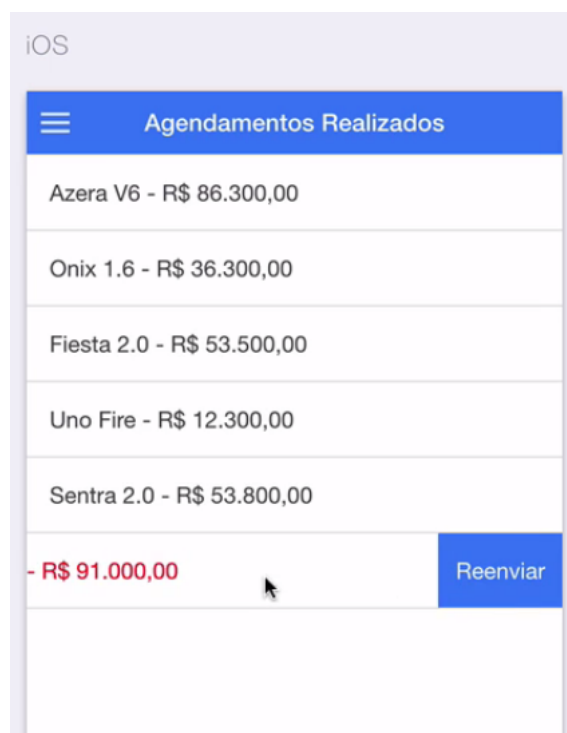 iOS
Agendamentos Realizados
Azera V6 - R$ 86.300,00
Onix 1.6 - R$ 36.300,00
Fiesta 2.0 - R$ 53.500,00
Uno Fire - R$ 12.300,00
Sentra 2.0 - R$ 53.800,00
- R$ 91.000,00 Reenviar